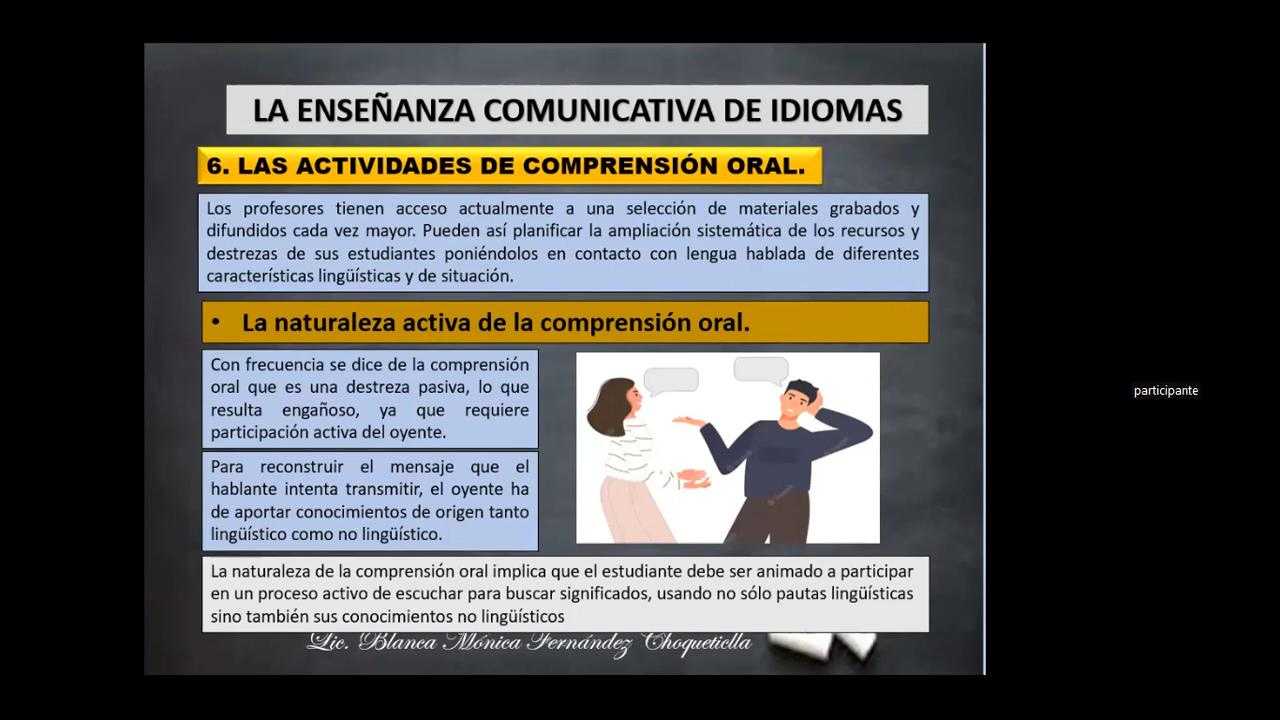 LA ENSEÑANZA COMUNICATIVA DE IDIOMAS
6. LAS ACTIVIDADES DE COMPRENSIÓN ORAL.
Los profesores tienen acceso actualmente a una selección de materiales grabados y
difundidos cada vez mayor. Pueden así planificar la ampliación sistemática de los recursos y
destrezas de sus estudiantes poniéndolos en contacto con lengua hablada de diferentes
características lingüísticas y de situación.
• La naturaleza activa de la comprensión oral.
Con frecuencia se dice de la comprensión
oral que es una destreza pasiva, lo que
resulta engañoso, ya que requiere
participación activa del oyente.
Para reconstruir el mensaje que el
hablante intenta transmitir, el oyente ha
de aportar conocimientos de origen tanto
lingüístico como no lingüístico.
La naturaleza de la comprensión oral implica que el estudiante debe ser animado a participar
en un proceso activo de escuchar para buscar significados, usando no sólo pautas lingüísticas
sino también sus conocimientos no lingüísticos
Lic. Blanca Mónica Fernández
participante